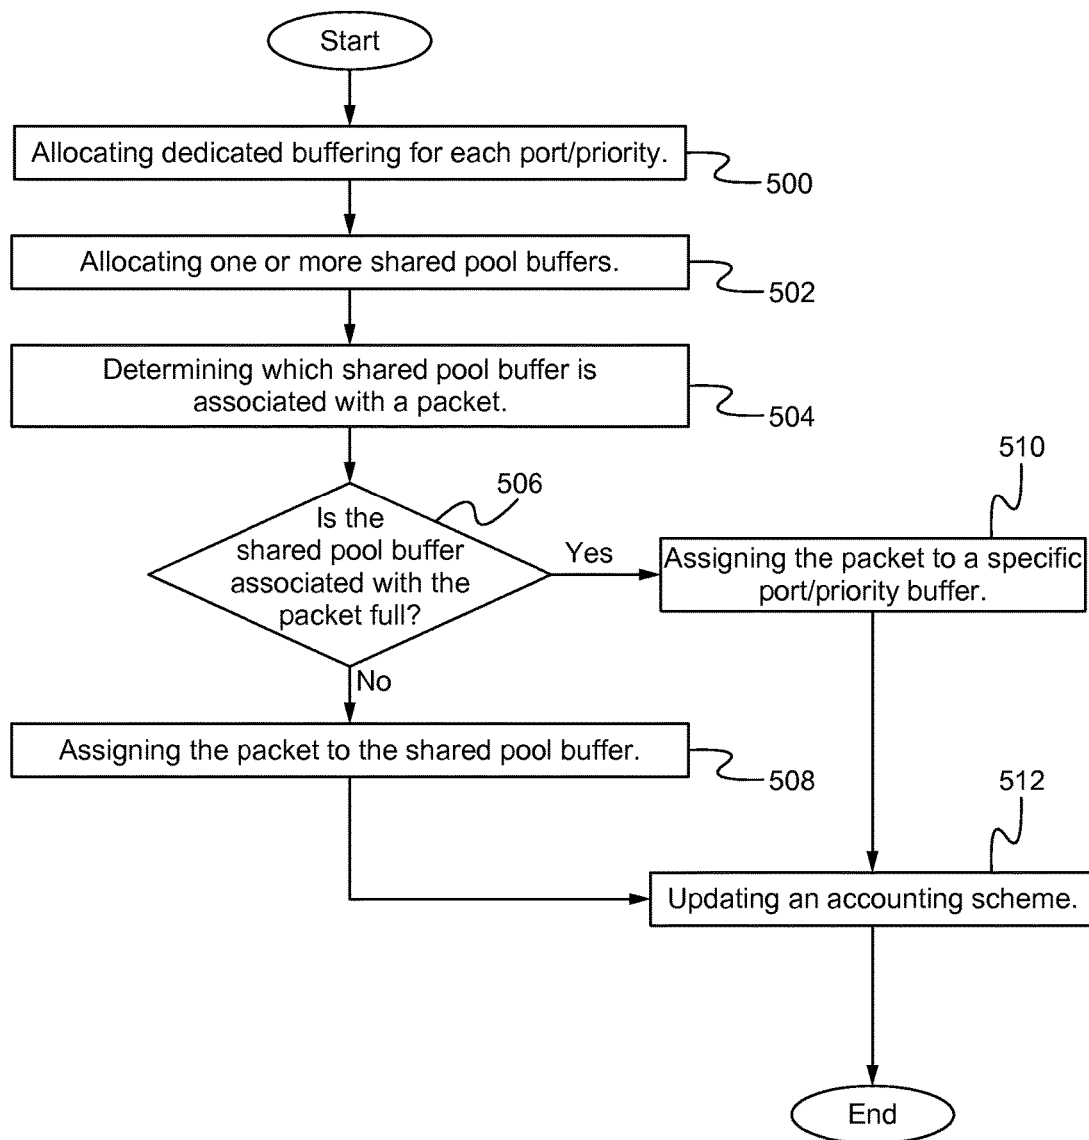 Start
Allocating dedicated buffering for each port/priority.
500
Allocating one or more shared pool buffers.
502
Determining which shared pool buffer is
associated with a packet.
504
506
Is the
shared pool buffer
associated with the
packet full?
Yes
510
Assigning the packet to a specific
port/priority buffer.
No
Assigning the packet to the shared pool buffer.
508
512
Updating an accounting scheme.
End